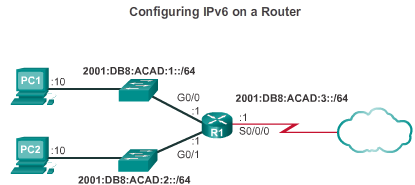 Configuring IPv6 on a Router
2001:DB8:ACAD:1::/64
PC1
:10
G0/0
:1
2001:DB8:ACAD:3::/64
R1
:1
S0/0/0
:1
G0/1
PC2
:10
2001:DB8:ACAD:2::/64